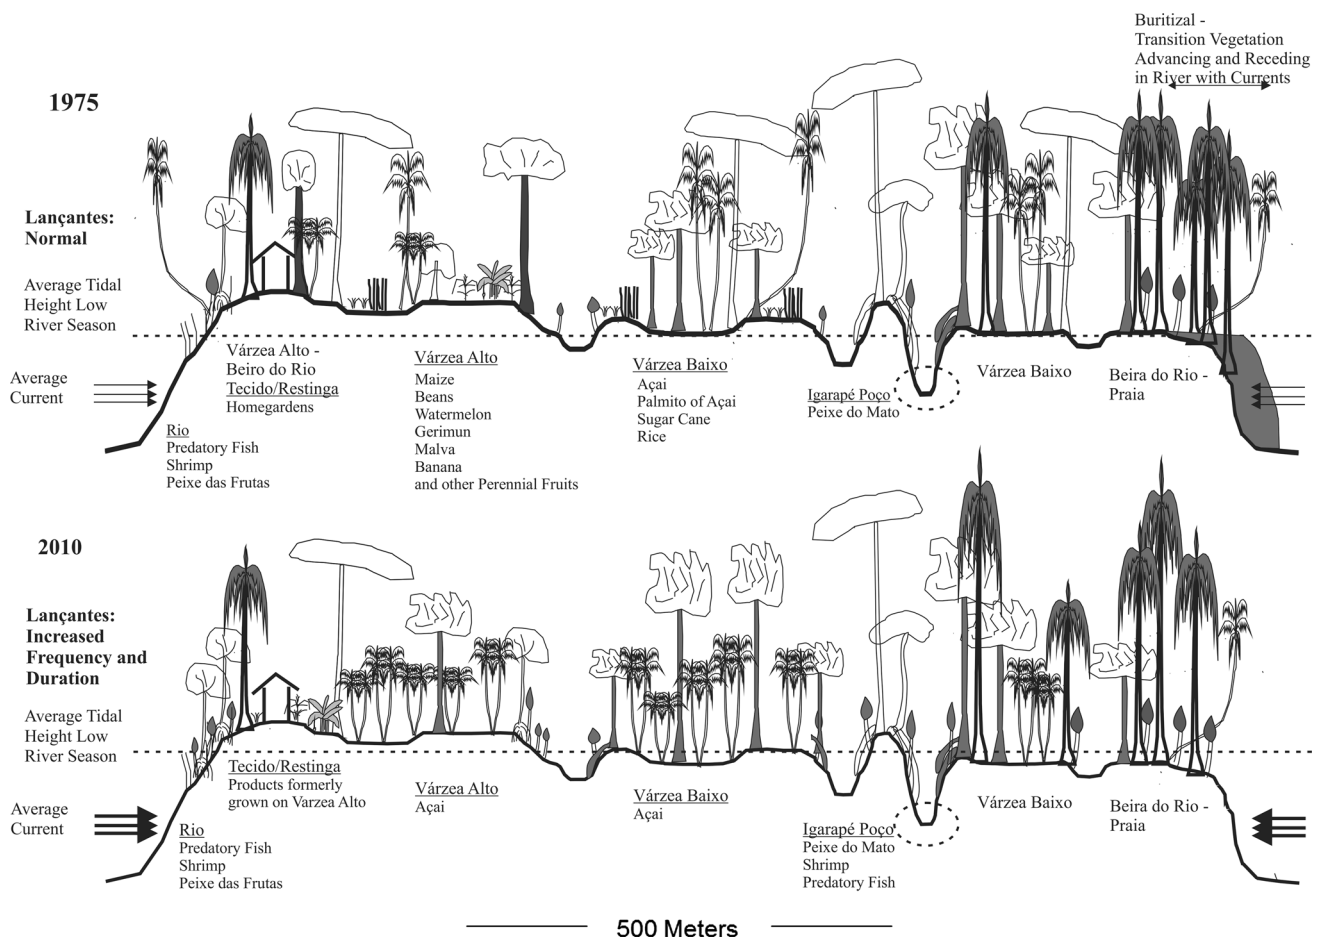 Buritizal -
Transition Vegetation
Advancing and Receding
in River with Currents
1975
Lançantes:
Normal
Average Tidal
Height Low
River Season
Average
Current
Várzea Alto -
Beiro do Rio
Tecido/Restinga
Homegardens
Rio
Predatory Fish
Shrimp
Peixe das Frutas
Várzea Alto
Maize
Beans
Watermelon
Gerimun
Malva
Banana
and other Perennial Fruits
Várzea Baixo
Açai
Palmito of Açai
Sugar Cane
Rice
Igarapé Poço
Peixe do Mato
Várzea Baixo
Beira do Rio -
Praia
2010
Lançantes:
Increased
Frequency and
Duration
Average Tidal
Height Low
River Season
Average
Current
Tecido/Restinga
Products formerly
grown on Varzea Alto
Rio
Predatory Fish
Shrimp
Peixe das Frutas
Várzea Alto
Açai
Várzea Baixo
Açai
Igarapé Poço
Peixe do Mato
Shrimp
Predatory Fish
Várzea Baixo
Beira do Rio -
Praia
500 Meters